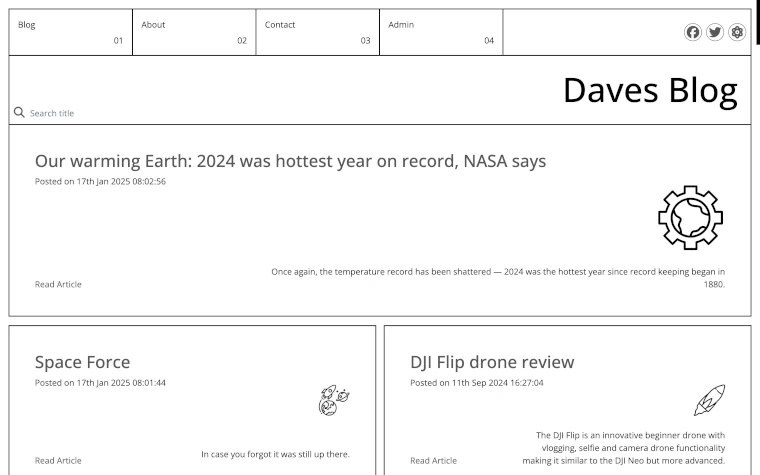 Blog
01
About
02
Contact
03
Admin
04
Daves Blog
Search title
Our warming Earth: 2024 was hottest year on record, NASA says
Posted on 17th Jan 2025 08:02:56
Once again, the temperature record has been shattered — 2024 was the hottest year since record keeping began in
1880.
Read Article
Space Force
Posted on 17th Jan 2025 08:01:44
In case you forgot it was still up there.
Read Article
DJI Flip drone review
Posted on 11th Sep 2024 16:27:04
The DJI Flip is an innovative beginner drone with
vlogging, selfie and camera drone functionality
making it similar to the DJI Neo but more advanced.
Read Article